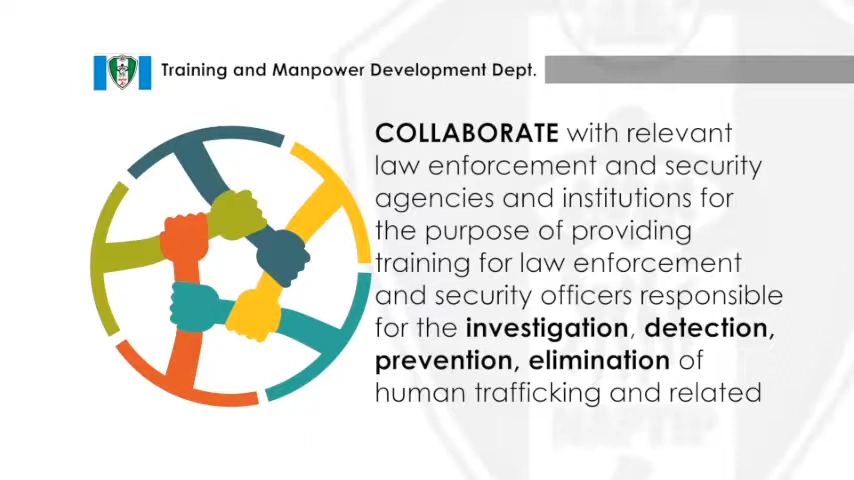 Training and Manpower Development Dept.
COLLABORATE with relevant
law enforcement and security
agencies and institutions for
the purpose of providing
training for law enforcement
and security officers responsible
for the investigation, detection,
prevention, elimination of
human trafficking and related